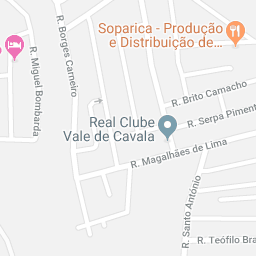 Soparica - Produção
e Distribuição de...
R. Borges Carneiro
R. Miguel Bombarda
R. Brito Camacho
R. Serpa Piment
Real Clube
Vale de Cavala
R. Magalhães de Lima
R. Santo António
R. Teófilo Bra